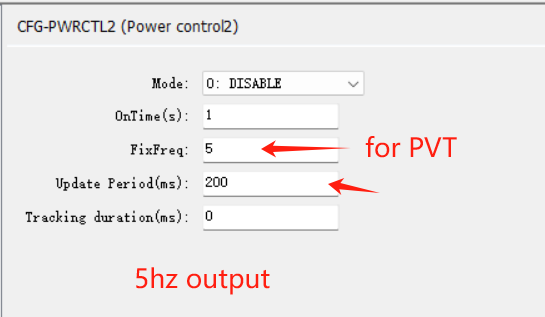 CFG-PWRCTL2 (Power control2)
Mode: 0: DISABLE
OnTime(s): 1
FixFreq: 5 for PVT
Update Period(ms): 200
Tracking duration(ms): 0
5hz output